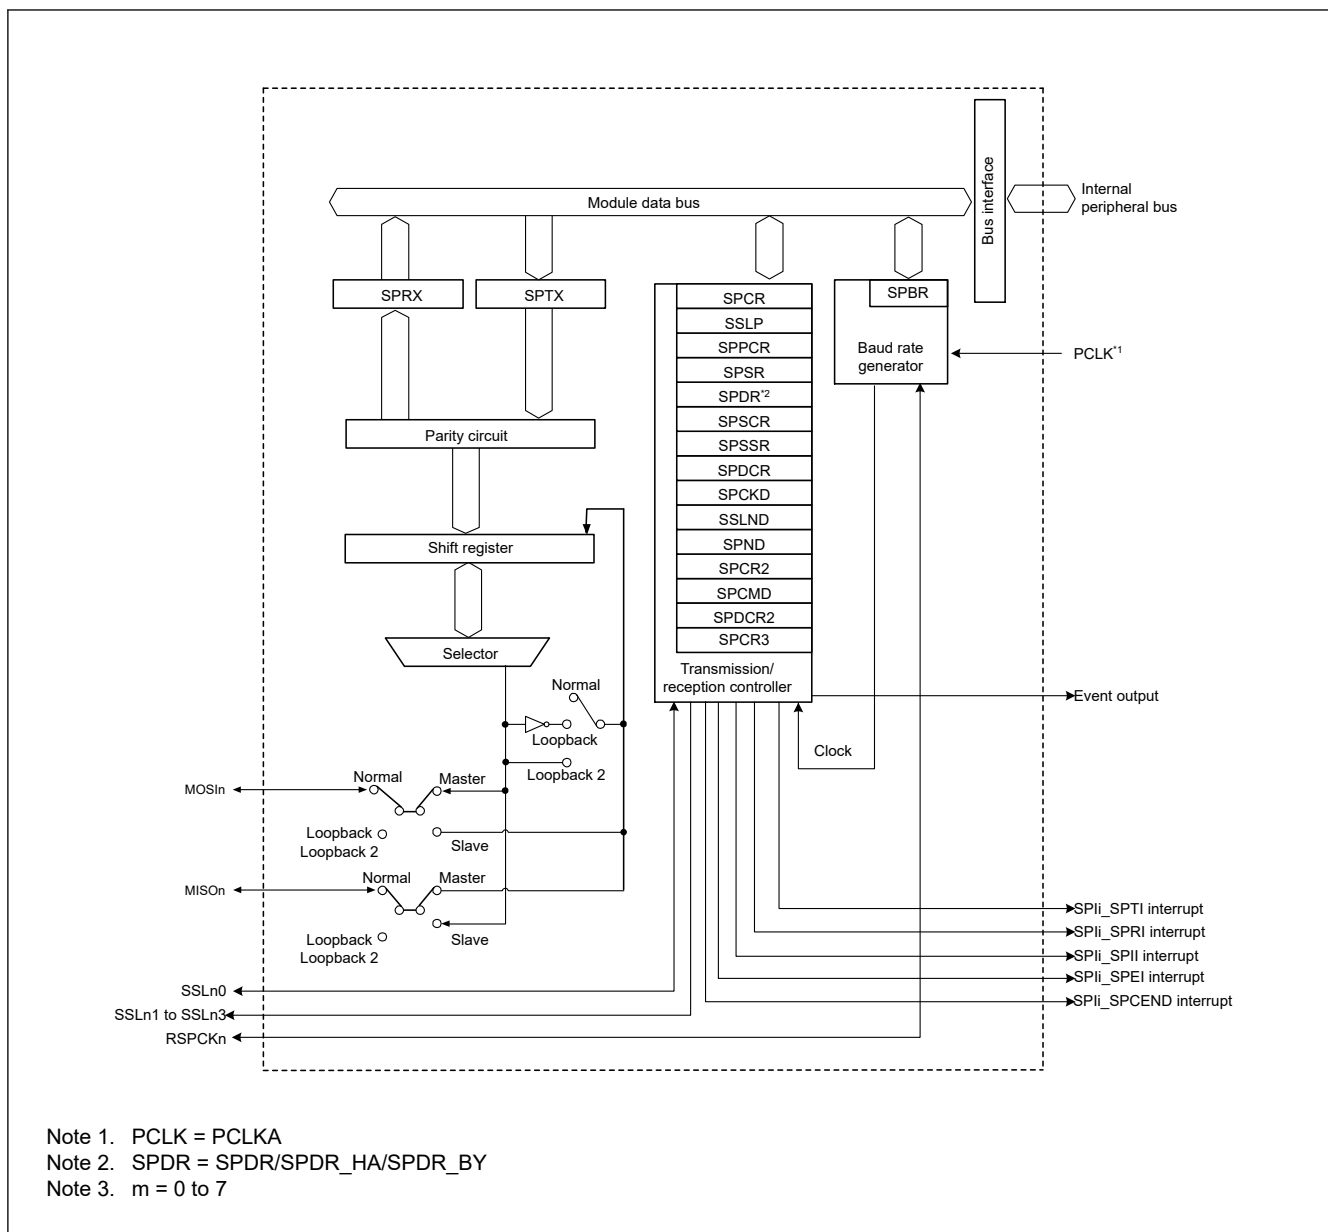 Module data bus
Bus interface
Internal
peripheral bus
SPRX
SPTX
SPCR
SSLP
SPPCR
SPSR
SPDR*2
SPSCR
SPSSR
SPDCR
SPCKD
SSLND
SPND
SPCR2
SPCMD
SPDCR2
SPCR3
Transmission/
reception controller
SPBR
Baud rate
generator
PCLK*1
Parity circuit
Shift register
Selector
Normal
Loopback
Loopback 2
Clock
Event output
MOSIn
Normal
Master
Loopback
Loopback 2
Slave
MISOn
Normal
Master
Loopback
Loopback 2
Slave
SSLn0
SSLn1 to SSLn3
RSPCKn
SPIi_SPTI interrupt
SPIi_SPRI interrupt
SPIi_SPII interrupt
SPIi_SPEI interrupt
SPIi_SPCEND interrupt
Note 1. PCLK = PCLKA
Note 2. SPDR = SPDR/SPDR_HA/SPDR_BY
Note 3. m = 0 to 7